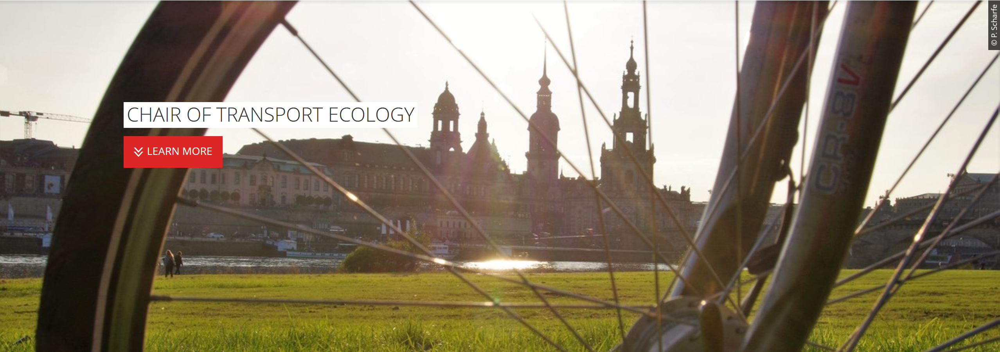 CHAIR OF TRANSPORT ECOLOGY
LEARN MORE
© P. Scharfe
CR-8V